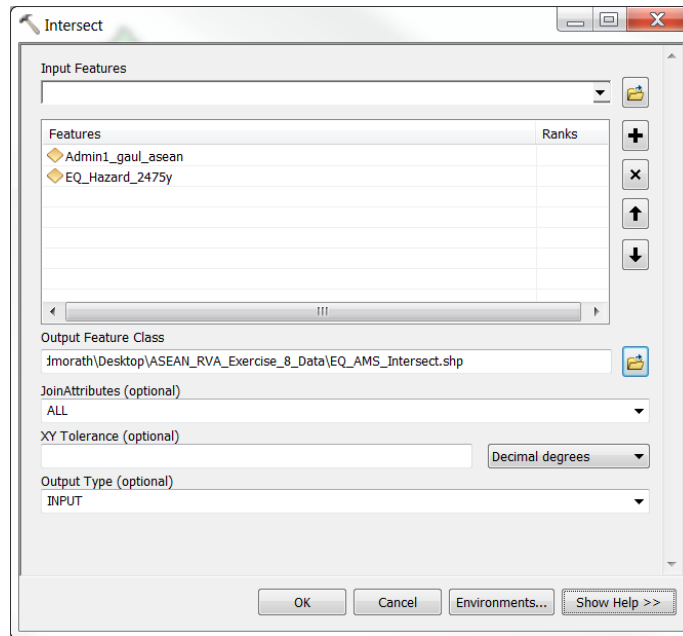 Intersect
Input Features
Features Ranks
Admin1_gaul_asean
EQ_Hazard_2475y
Output Feature Class
dmorath\Desktop\ASEAN_RVA_Exercise_8_Data\EQ_AMS_Intersect.shp
JoinAttributes (optional)
ALL
XY Tolerance (optional)
Decimal degrees
Output Type (optional)
INPUT
OK Cancel Environments... Show Help >>